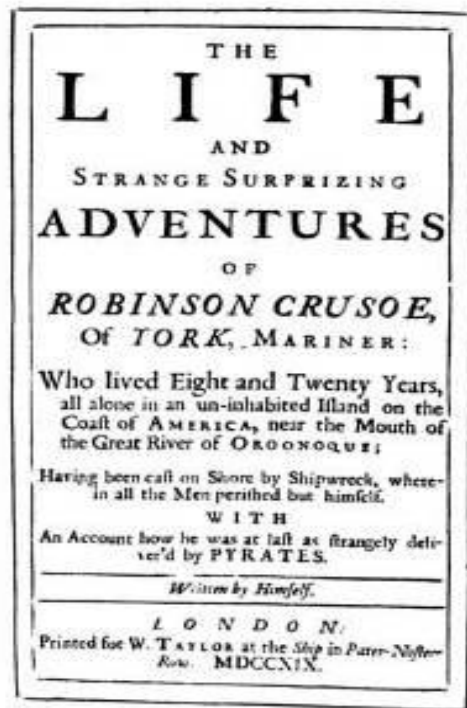 THE
LIFE
AND
STRANGE SURPRIZING
ADVENTURES
OF
ROBINSON CRUSOE,
Of YORK, MARINER:
Who lived Eight and Twenty Years,
all alone in an un-inhabited Iſland on the
Coaſt of AMERICA, near the Mouth of
the Great River of OROONOQUE;
Having been caſt on Shore by Shipwreck, where-
in all the Men periſhed but himſelf.
WITH
An Account how he was at laſt as ſtrangely deli-
ver'd by PYRATES.
Written by Himſelf.
LONDON:
Printed for W. TAYLOR at the Ship in Pater-Noſter-
Row. MDCCXIX.